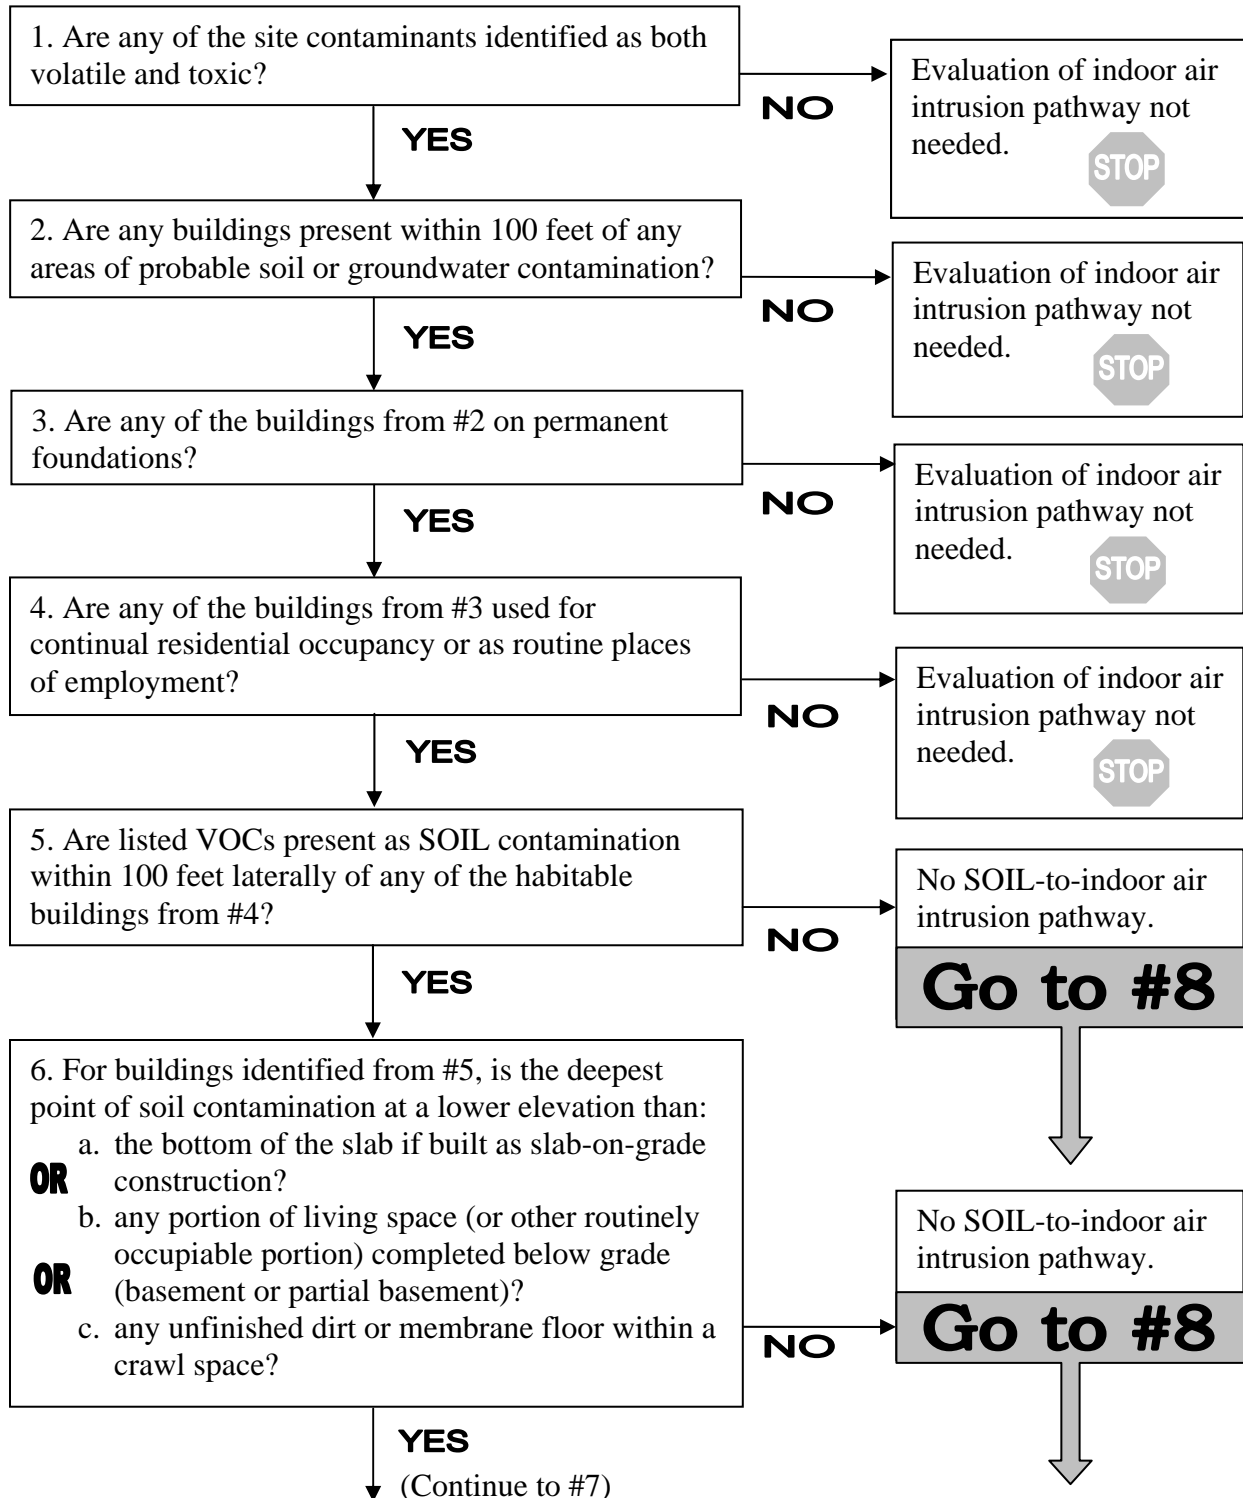 1. Are any of the site contaminants identified as both
volatile and toxic?
NO
Evaluation of indoor air
intrusion pathway not
needed.
STOP
YES
2. Are any buildings present within 100 feet of any
areas of probable soil or groundwater contamination?
NO
Evaluation of indoor air
intrusion pathway not
needed.
STOP
YES
3. Are any of the buildings from #2 on permanent
foundations?
NO
Evaluation of indoor air
intrusion pathway not
needed.
STOP
YES
4. Are any of the buildings from #3 used for
continual residential occupancy or as routine places
of employment?
NO
Evaluation of indoor air
intrusion pathway not
needed.
STOP
YES
5. Are listed VOCs present as SOIL contamination
within 100 feet laterally of any of the habitable
buildings from #4?
NO
No SOIL-to-indoor air
intrusion pathway.
Go to #8
YES
6. For buildings identified from #5, is the deepest
point of soil contamination at a lower elevation than:
a. the bottom of the slab if built as slab-on-grade
OR construction?
b. any portion of living space (or other routinely
occupiable portion) completed below grade
OR (basement or partial basement)?
c. any unfinished dirt or membrane floor within a
crawl space?
NO
No SOIL-to-indoor air
intrusion pathway.
Go to #8
YES
(Continue to #7)